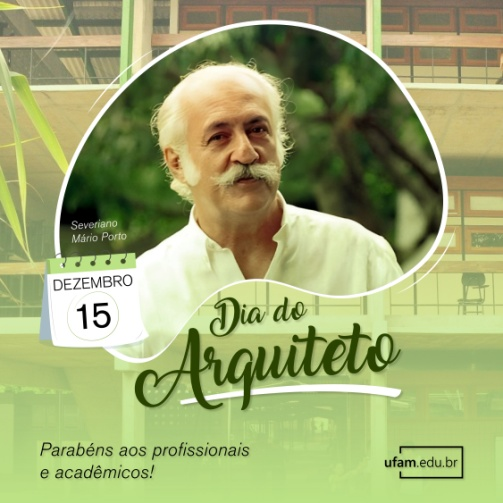 Severiano
Mário Porto
DEZEMBRO
15
Dia do
Arquiteto
Parabéns aos profissionais
e acadêmicos!
ufam.edu.br